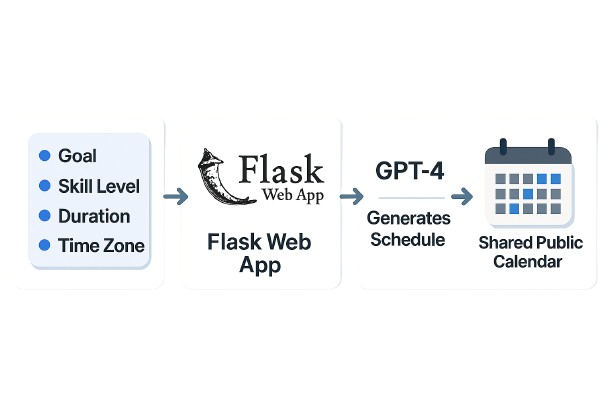 Goal
Skill Level
Duration
Time Zone
Flask
Web App
Flask Web
App
GPT-4
Generates
Schedule
Shared Public
Calendar